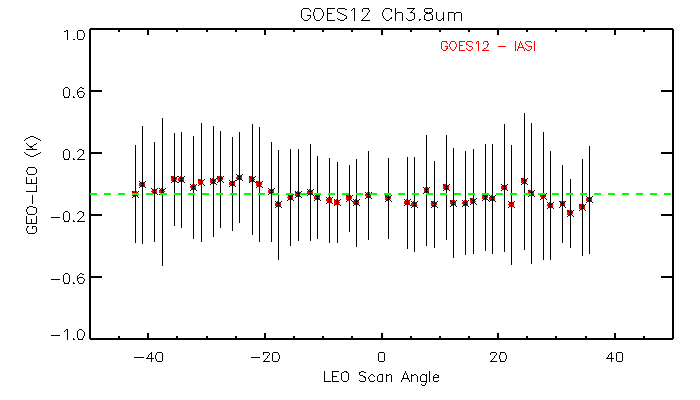 GOES12 Ch3.8um
GOES12 - IASI
1.0
0.6
0.2
-0.2
-0.6
-1.0
GEO-LEO (K)
-40 -20 0 20 40
LEO Scan Angle